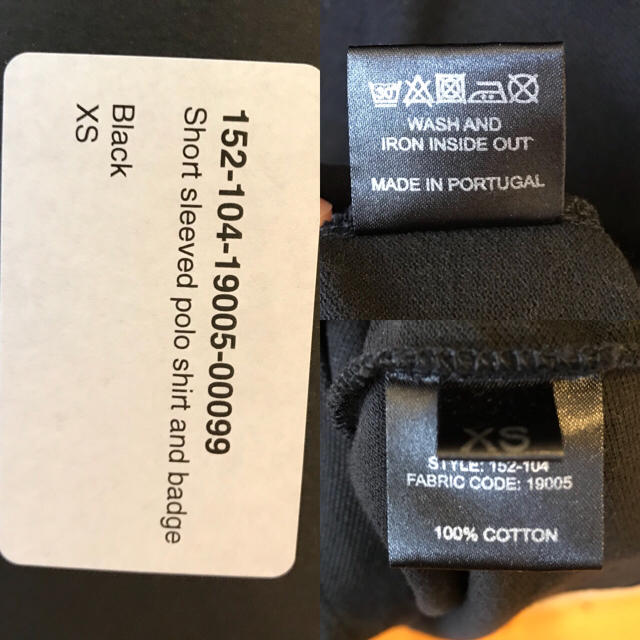 152-104-19005-00099
Short sleeved polo shirt and badge
Black
XS
30
WASH AND
IRON INSIDE OUT
MADE IN PORTUGAL
XS
STYLE: 152-104
FABRIC CODE: 19005
100% COTTON